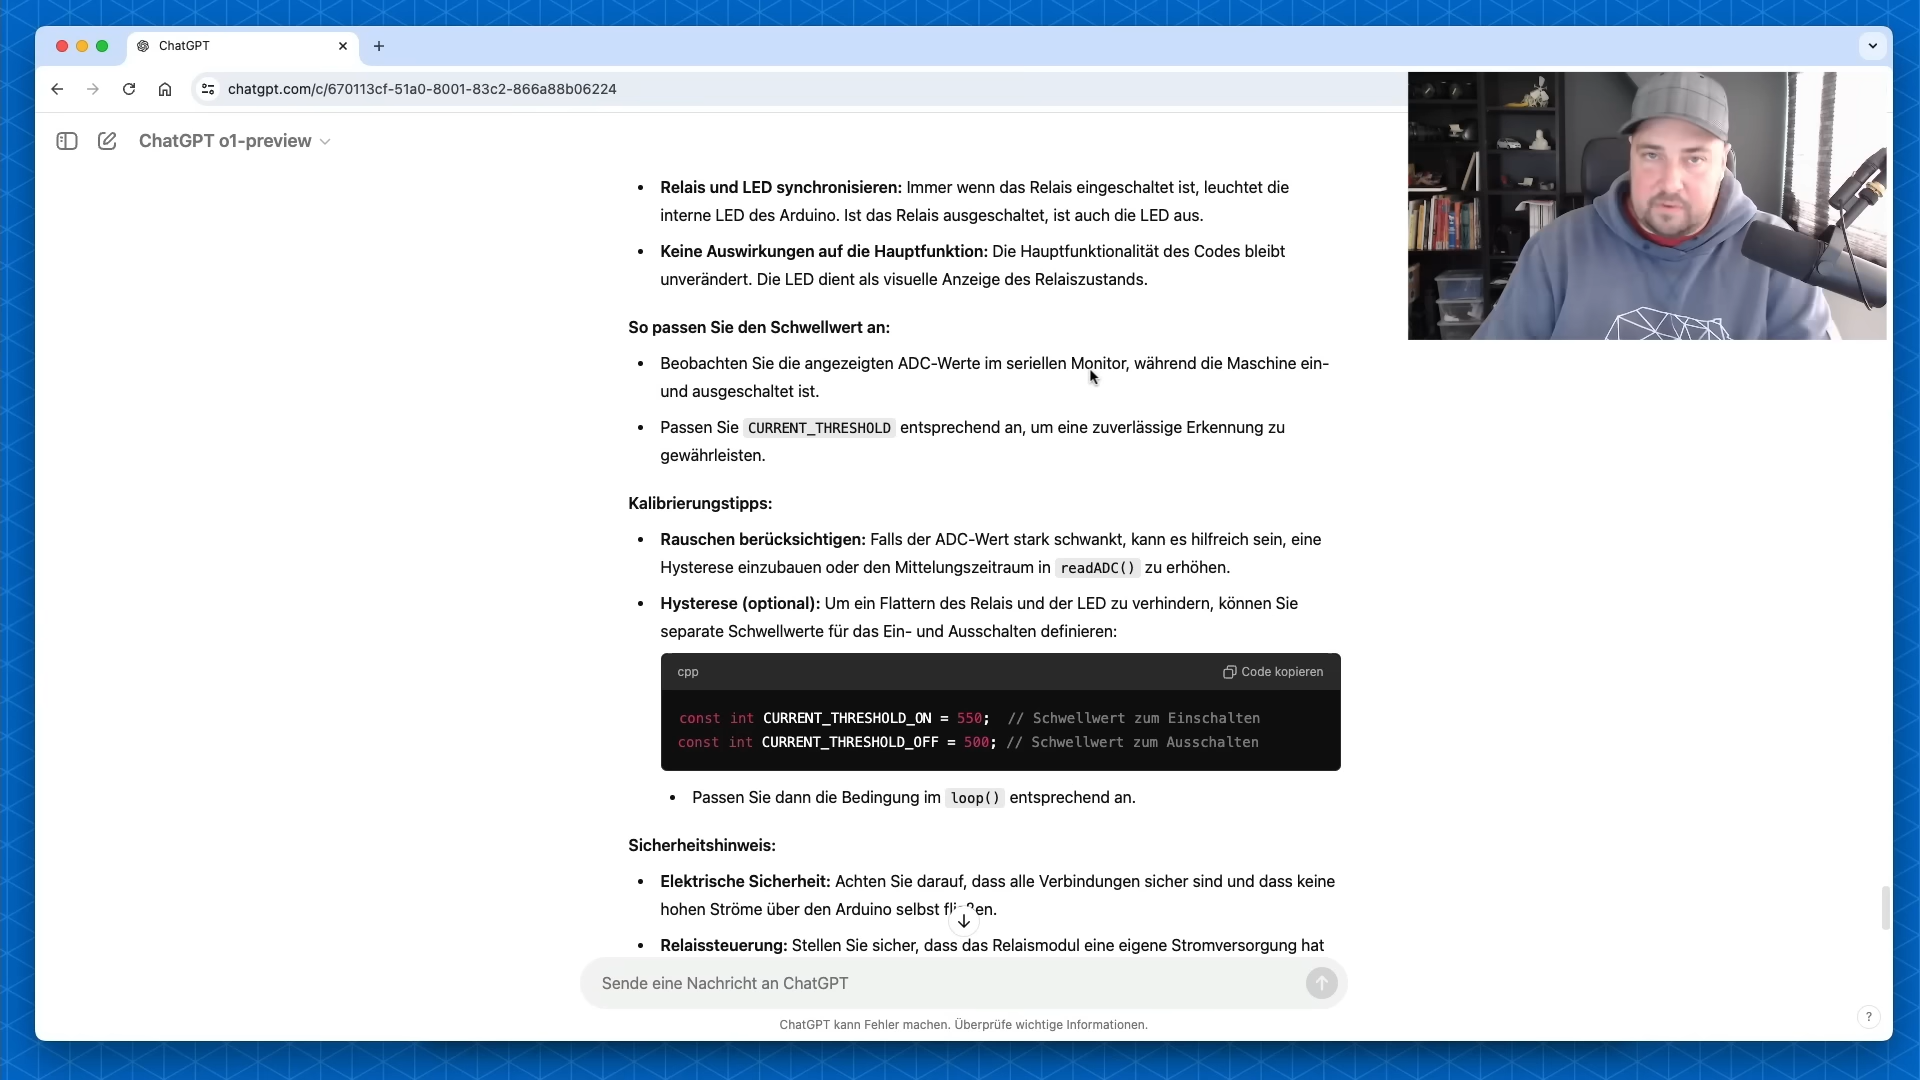 ChatGPT
chatgpt.com/c/670113cf-51a0-8001-83c2-866a88b06224
ChatGPT o1-preview
Relais und LED synchronisieren: Immer wenn das Relais eingeschaltet ist, leuchtet die
interne LED des Arduino. Ist das Relais ausgeschaltet, ist auch die LED aus.
Keine Auswirkungen auf die Hauptfunktion: Die Hauptfunktionalität des Codes bleibt
unverändert. Die LED dient als visuelle Anzeige des Relaiszustands.
So passen Sie den Schwellwert an:
Beobachten Sie die angezeigten ADC-Werte im seriellen Monitor, während die Maschine ein-
und ausgeschaltet ist.
Passen Sie CURRENT_THRESHOLD entsprechend an, um eine zuverlässige Erkennung zu
gewährleisten.
Kalibrierungstipps:
Rauschen berücksichtigen: Falls der ADC-Wert stark schwankt, kann es hilfreich sein, eine
Hysterese einzubauen oder den Mittelungszeitraum in readADC() zu erhöhen.
Hysterese (optional): Um ein Flattern des Relais und der LED zu verhindern, können Sie
separate Schwellwerte für das Ein- und Ausschalten definieren:
cpp Code kopieren
const int CURRENT_THRESHOLD_ON = 550; // Schwellwert zum Einschalten
const int CURRENT_THRESHOLD_OFF = 500; // Schwellwert zum Ausschalten
Passen Sie dann die Bedingung im loop() entsprechend an.
Sicherheitshinweis:
Elektrische Sicherheit: Achten Sie darauf, dass alle Verbindungen sicher sind und dass keine
hohen Ströme über den Arduino selbst fließen.
Relaissteuerung: Stellen Sie sicher, dass das Relaismodul eine eigene Stromversorgung hat
Sende eine Nachricht an ChatGPT
ChatGPT kann Fehler machen. Überprüfe wichtige Informationen.
?